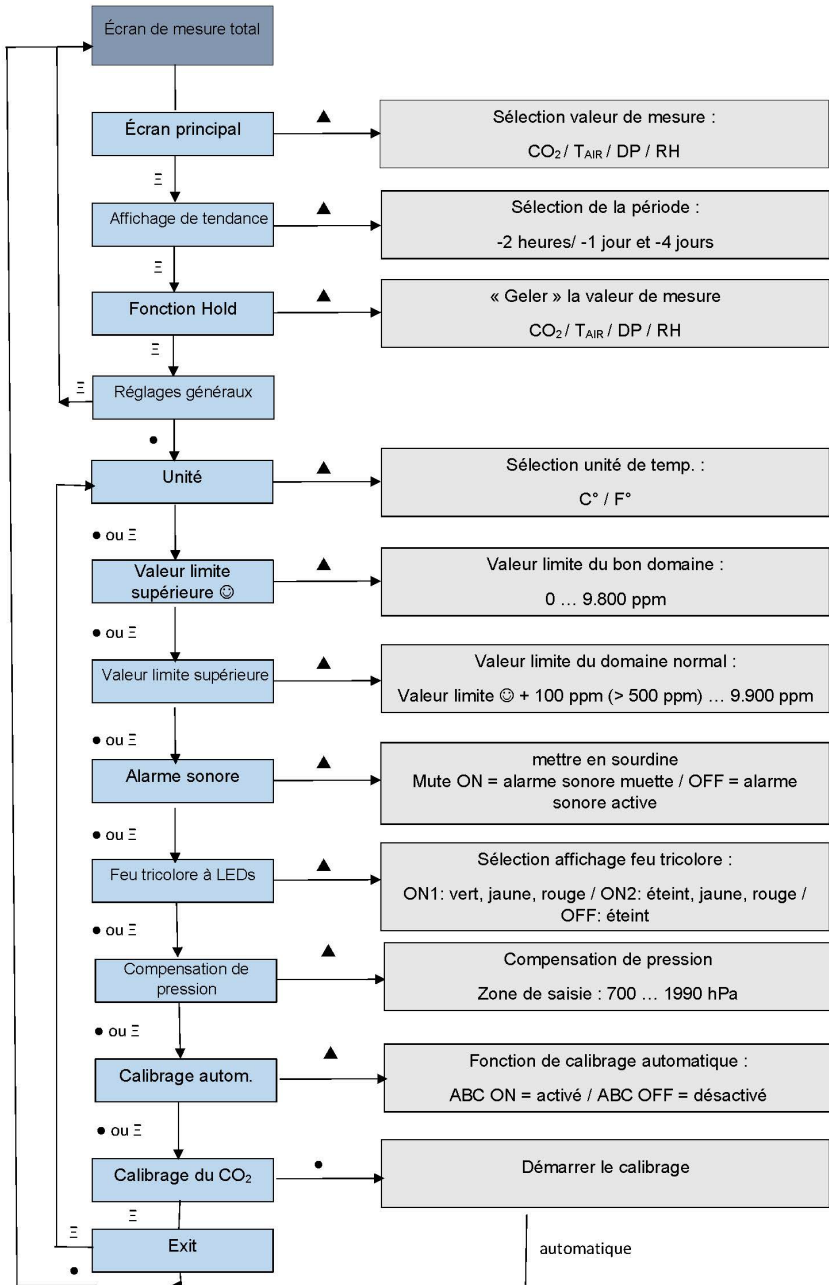 Écran de mesure total
Écran principal
▲
Sélection valeur de mesure :
CO₂ / TAIR / DP / RH
Ξ
Affichage de tendance
▲
Sélection de la période :
-2 heures/ -1 jour et -4 jours
Ξ
Fonction Hold
▲
« Geler » la valeur de mesure
CO₂ / TAIR / DP / RH
Ξ
Réglages généraux
Ξ
●
Unité
▲
Sélection unité de temp. :
C° / F°
● ou Ξ
Valeur limite
supérieure ☺
▲
Valeur limite du bon domaine :
0 … 9.800 ppm
● ou Ξ
Valeur limite supérieure
▲
Valeur limite du domaine normal :
Valeur limite ☺ + 100 ppm (> 500 ppm) … 9.900 ppm
● ou Ξ
Alarme sonore
▲
mettre en sourdine
Mute ON = alarme sonore muette / OFF = alarme
sonore active
● ou Ξ
Feu tricolore à LEDs
▲
Sélection affichage feu tricolore :
ON1: vert, jaune, rouge / ON2: éteint, jaune, rouge /
OFF: éteint
● ou Ξ
Compensation de
pression
▲
Compensation de pression
Zone de saisie : 700 … 1990 hPa
● ou Ξ
Calibrage autom.
▲
Fonction de calibrage automatique :
ABC ON = activé / ABC OFF = désactivé
● ou Ξ
Calibrage du CO₂
●
Démarrer le calibrage
Ξ
Exit
Ξ
●
automatique